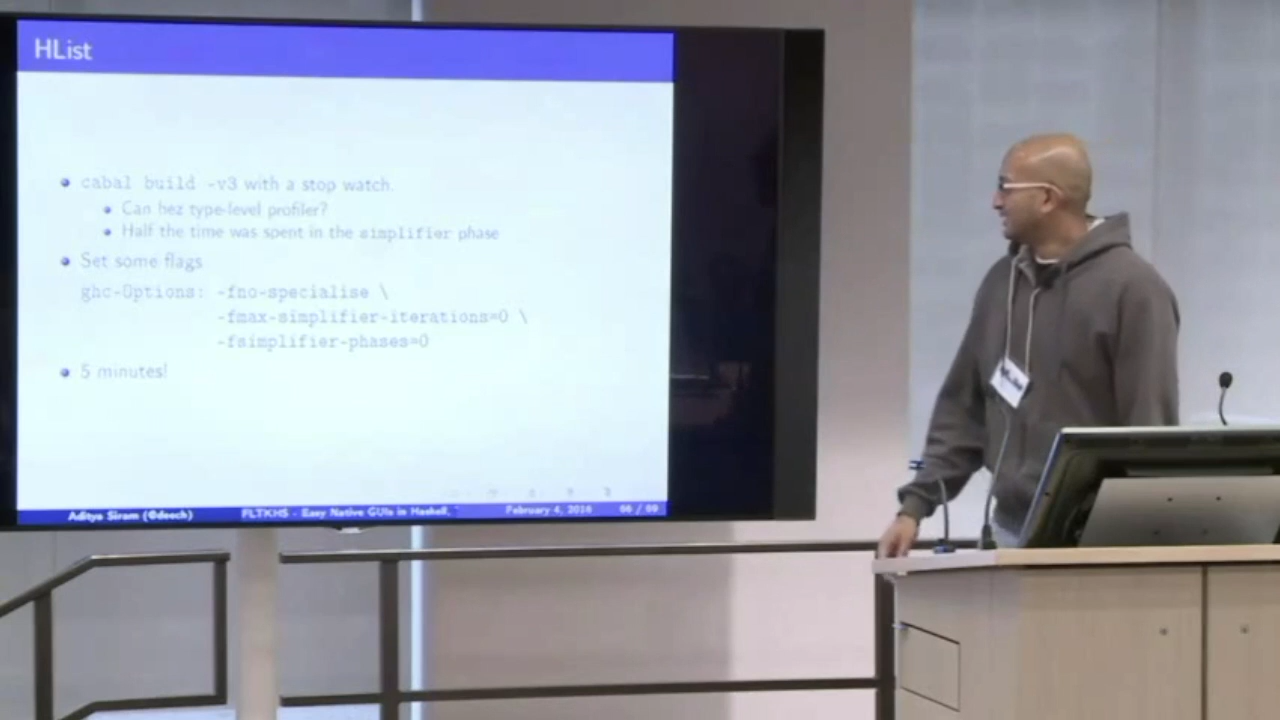 HList
cabal build -v3 with a stop watch.
Can hez type-level profiler?
Half the time was spent in the simplifier phase
Set some flags
ghc-Options: -fno-specialise \
-fmax-simplifier-iterations=0 \
-fsimplifier-phases=0
5 minutes!
Aditya Siram (@deech) FLTKHS - Easy Native GUIs in Haskell, February 4, 2016 66 / 69